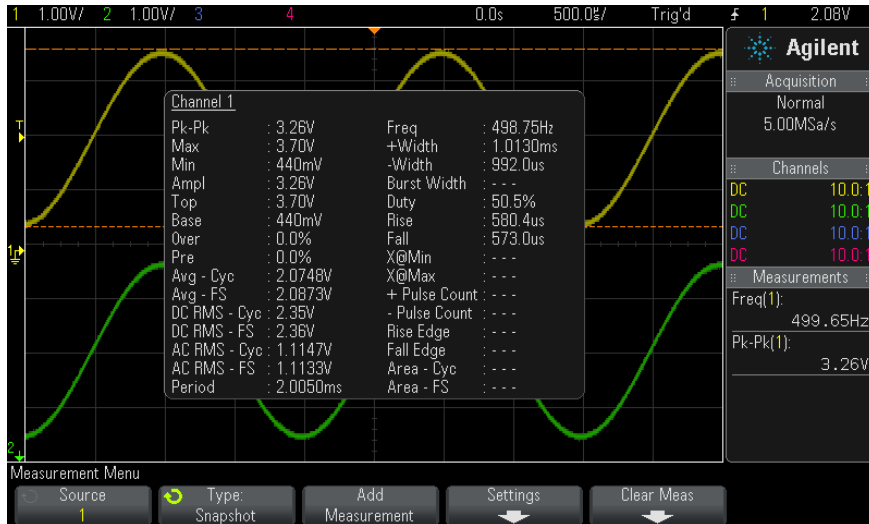 1 1.00V/ 2 1.00V/ 3 4 0.0s 500.0s/ Trig'd 1 2.08V
Agilent
Acquisition
Normal
5.00MSa/s
Channels
DC 10.0:1
DC 10.0:1
DC 10.0:1
DC 10.0:1
Measurements
Freq(1):
499.65Hz
Pk-Pk(1):
3.26V
T
1
2
Channel 1
Pk-Pk : 3.26V Freq : 498.75Hz
Max : 3.70V +Width : 1.0130ms
Min : 440mV -Width : 992.0us
Ampl : 3.26V Burst Width : - - -
Top : 3.70V Duty : 50.5%
Base : 440mV Rise : 580.4us
Over : 0.0% Fall : 573.0us
Pre : 0.0% X@Min : - - -
Avg - Cyc : 2.0748V X@Max : - - -
Avg - FS : 2.0873V + Pulse Count : - - -
DC RMS - Cyc : 2.35V - Pulse Count : - - -
DC RMS - FS : 2.36V Rise Edge : - - -
AC RMS - Cyc : 1.1147V Fall Edge : - - -
AC RMS - FS : 1.1133V Area - Cyc : - - -
Period : 2.0050ms Area - FS : - - -
Measurement Menu
Source
1
Type:
Snapshot
Add
Measurement
Settings
Clear Meas